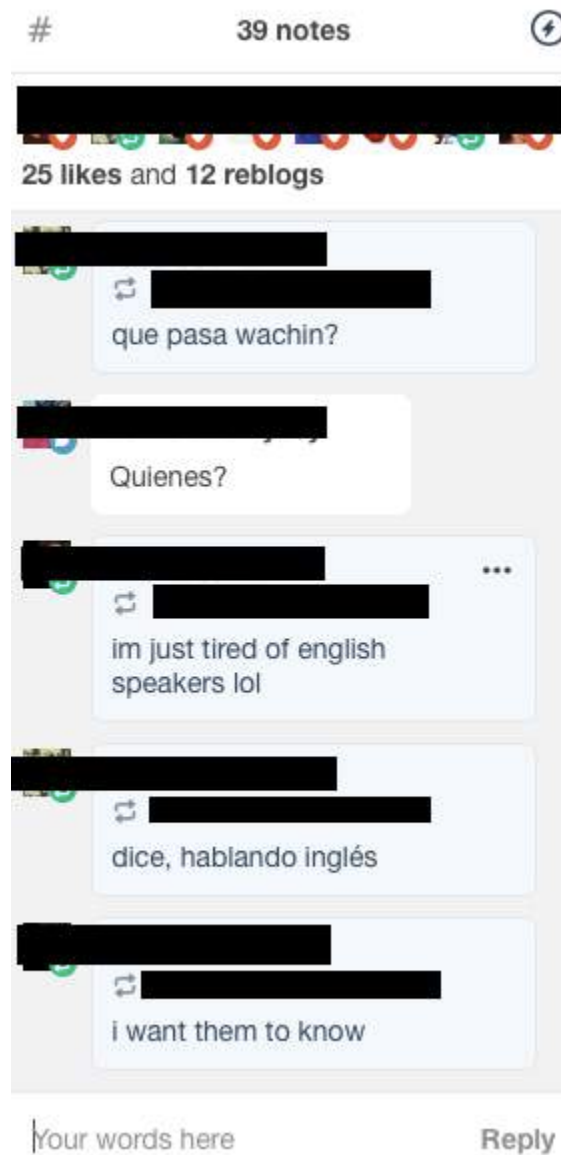 # 39 notes
25 likes and 12 reblogs
que pasa wachin?
Quienes?
im just tired of english
speakers lol
dice, hablando inglés
i want them to know
Your words here Reply